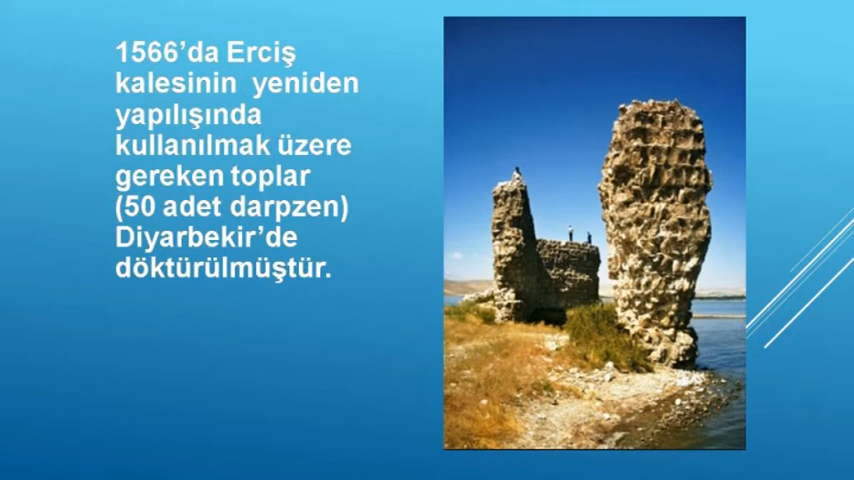 1566’da Erciş
kalesinin yeniden
yapılışında
kullanılmak üzere
gereken toplar
(50 adet darpzen)
Diyarbekir’de
döktürülmüştür.